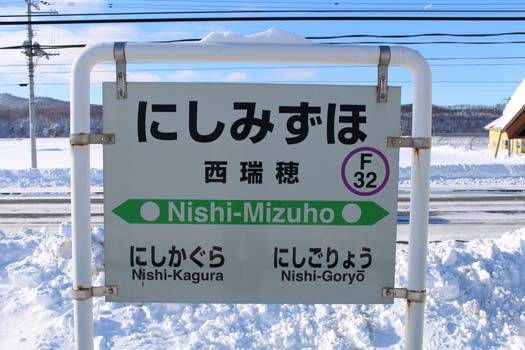 にしみずほ
西瑞穂
F
32
Nishi-Mizuho
にしかぐら
Nishi-Kagura
にしごりょう
Nishi-Goryō